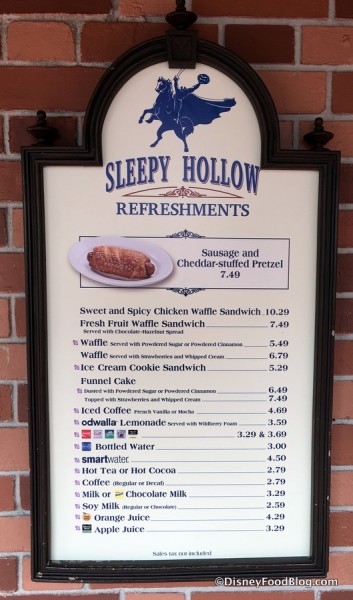 SLEEPY HOLLOW
REFRESHMENTS
Sausage and
Cheddar-stuffed Pretzel
7.49
Sweet and Spicy Chicken Waffle Sandwich 10.29
Fresh Fruit Waffle Sandwich 7.49
Served with Chocolate-Hazelnut Spread
Waffle Served with Powdered Sugar or Powdered Cinnamon 5.49
Waffle Served with Strawberries and Whipped Cream 6.79
Ice Cream Cookie Sandwich 5.29
Funnel Cake
Dusted with Powdered Sugar or Powdered Cinnamon 6.49
Topped with Strawberries and Whipped Cream 7.49
Iced Coffee French Vanilla or Mocha 4.69
odwalla Lemonade Served with Wildberry Foam 3.59
3.29 & 3.69
Bottled Water 3.00
smartwater 4.50
Hot Tea or Hot Cocoa 2.79
Coffee (Regular or Decaf) 2.79
Milk or Chocolate Milk 3.29
Soy Milk (Regular or Chocolate) 2.59
Orange Juice 4.29
Apple Juice 3.29
Sales tax not included
©DisneyFoodBlog.com